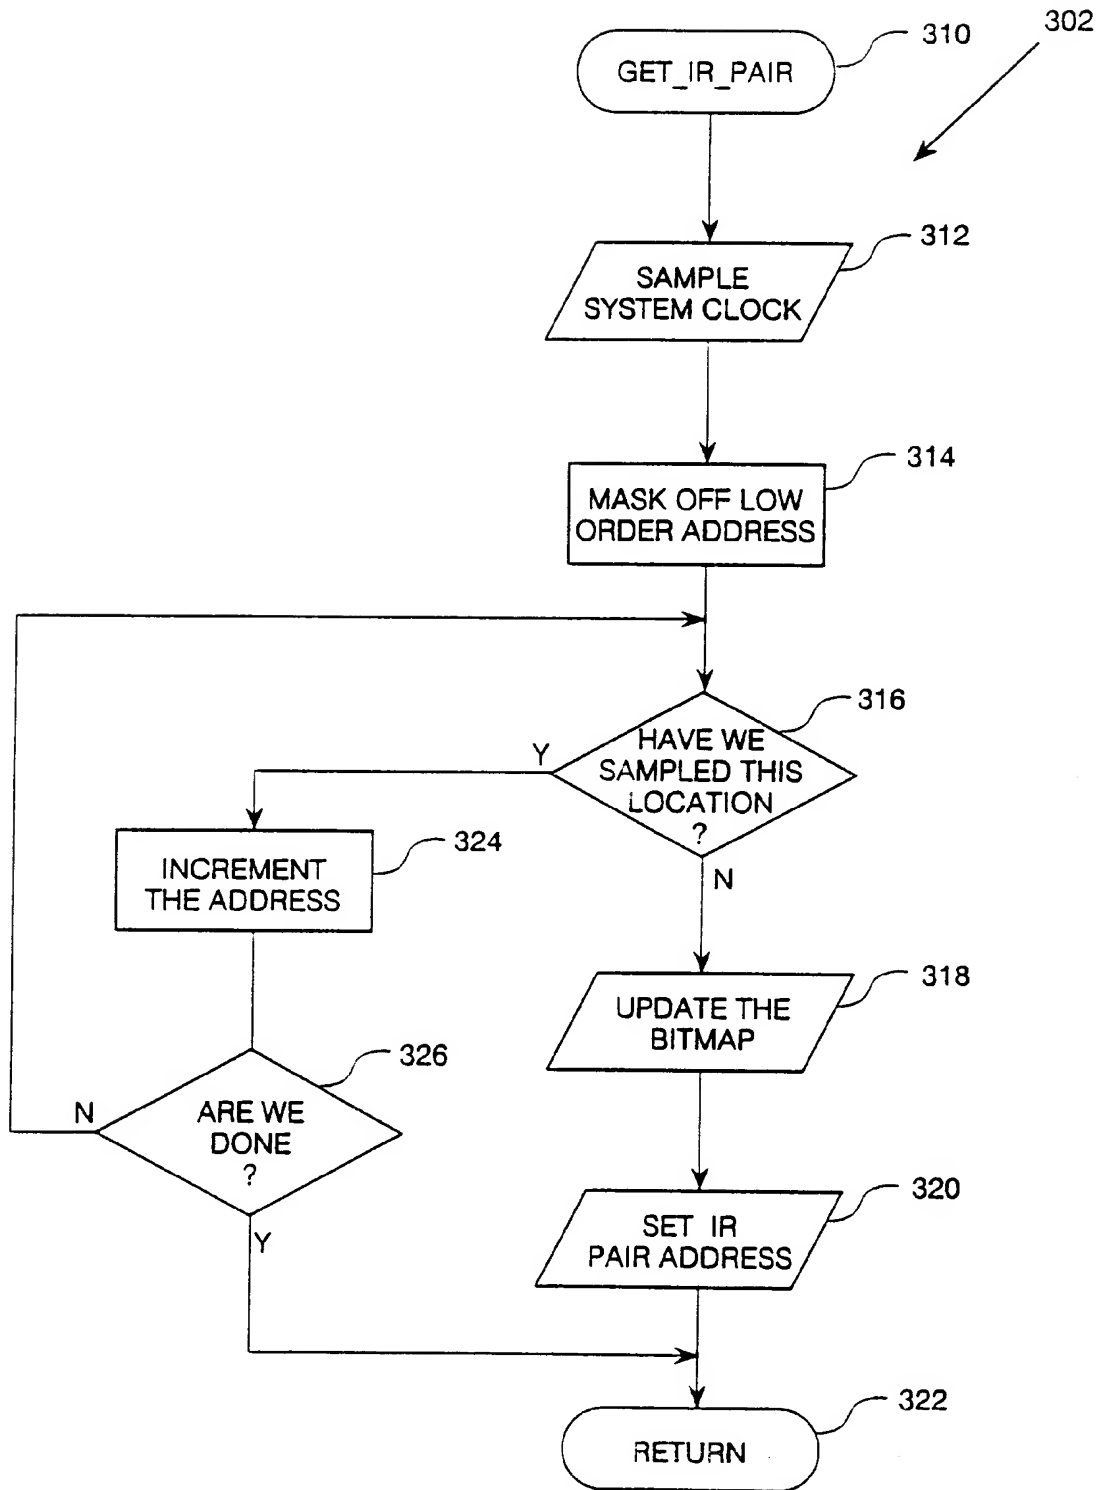 302
310
GET_IR_PAIR
312
SAMPLE
SYSTEM CLOCK
314
MASK OFF LOW
ORDER ADDRESS
316
HAVE WE
SAMPLED THIS
LOCATION
?
Y
N
324
INCREMENT
THE ADDRESS
318
UPDATE THE
BITMAP
326
ARE WE
DONE
?
N
Y
320
SET IR
PAIR ADDRESS
322
RETURN